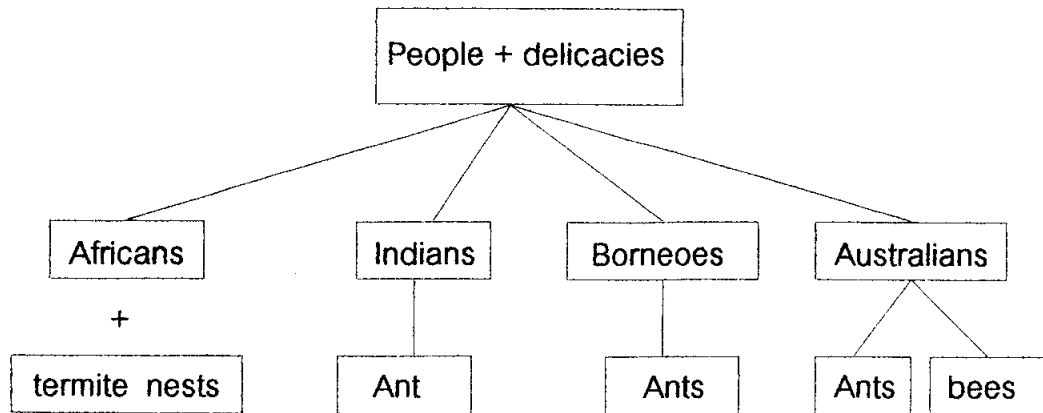 People + delicacies
Africans
Indians
Borneoes
Australians
+
termite nests
Ant
Ants
Ants
bees